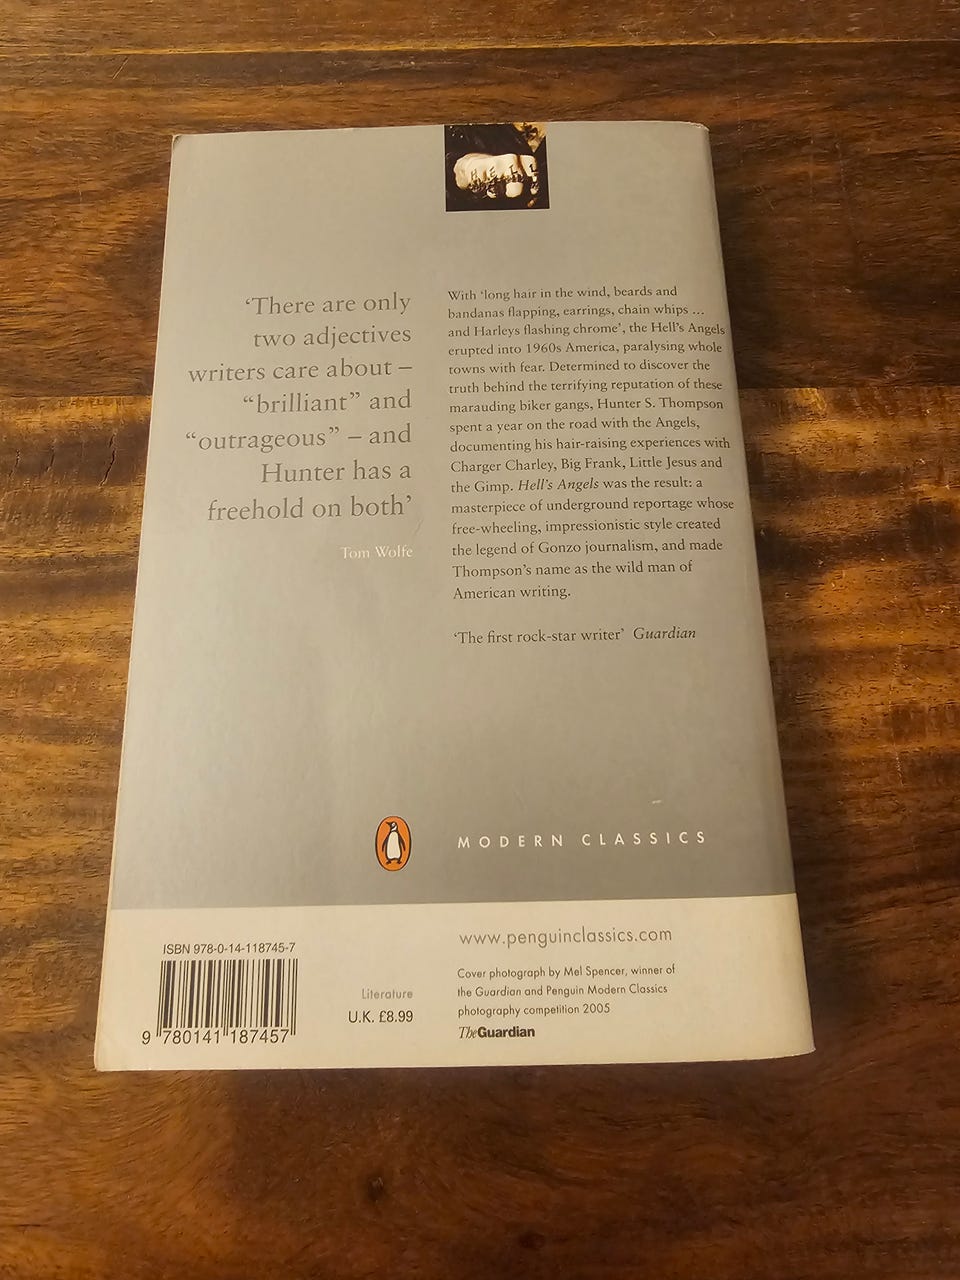 HELL
‘There are only
two adjectives
writers care about –
“brilliant” and
“outrageous” – and
Hunter has a
freehold on both’
Tom Wolfe
With ‘long hair in the wind, beards and
bandanas flapping, earrings, chain whips ...
and Harleys flashing chrome’, the Hell’s Angels
erupted into 1960s America, paralysing whole
towns with fear. Determined to discover the
truth behind the terrifying reputation of these
marauding biker gangs, Hunter S. Thompson
spent a year on the road with the Angels,
documenting his hair-raising experiences with
Charger Charley, Big Frank, Little Jesus and
the Gimp. Hell’s Angels was the result: a
masterpiece of underground reportage whose
free-wheeling, impressionistic style created
the legend of Gonzo journalism, and made
Thompson’s name as the wild man of
American writing.
‘The first rock-star writer’ Guardian
MODERN CLASSICS
ISBN 978-0-14-118745-7
9 780141 187457
Literature
U.K. £8.99
www.penguinclassics.com
Cover photograph by Mel Spencer, winner of
the Guardian and Penguin Modern Classics
photography competition 2005
TheGuardian